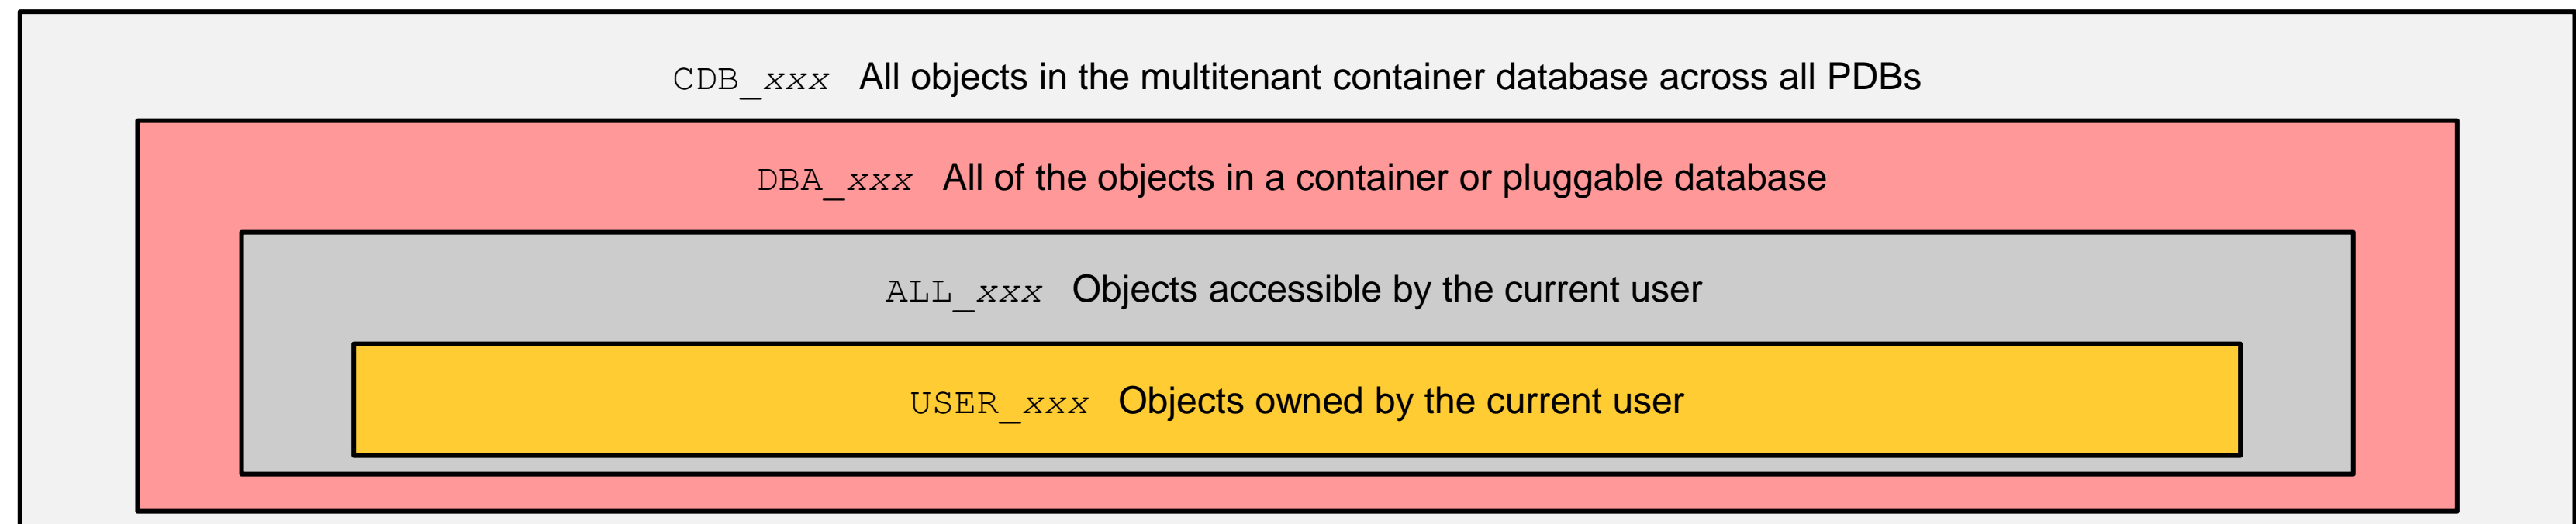 CDB_xxx All objects in the multitenant container database across all PDBs
DBA_xxx All of the objects in a container or pluggable database
ALL_xxx Objects accessible by the current user
USER_xxx Objects owned by the current user